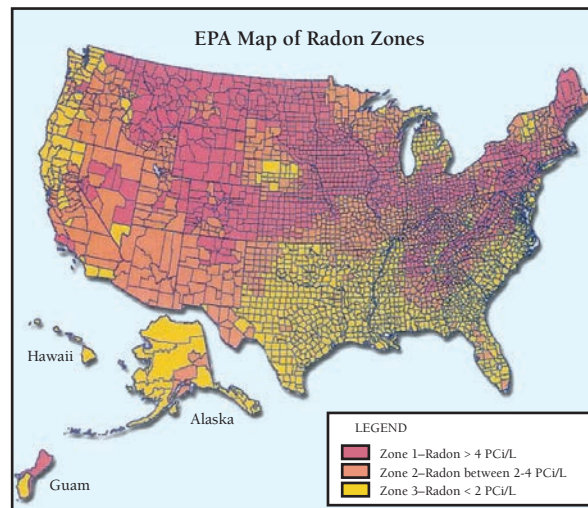 EPA Map of Radon Zones
Hawaii
Alaska
Guam
LEGEND
Zone 1–Radon > 4 PCi/L
Zone 2–Radon between 2-4 PCi/L
Zone 3–Radon < 2 PCi/L